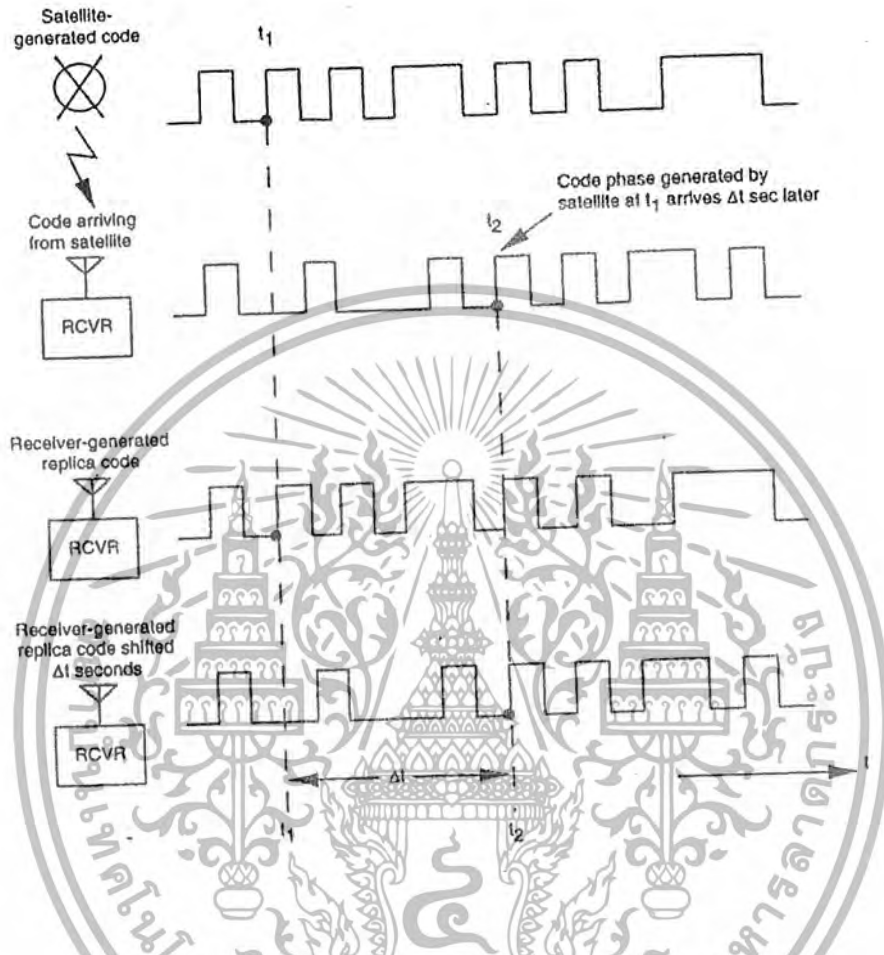 Satellite-
generated code
t1
Code phase generated by
satellite at t1 arrives Δt sec later
t2
Code arriving
from satellite
RCVR
Receiver-generated
replica code
RCVR
Receiver-generated
replica code shifted
Δt seconds
RCVR
Δt
t
t1
t2